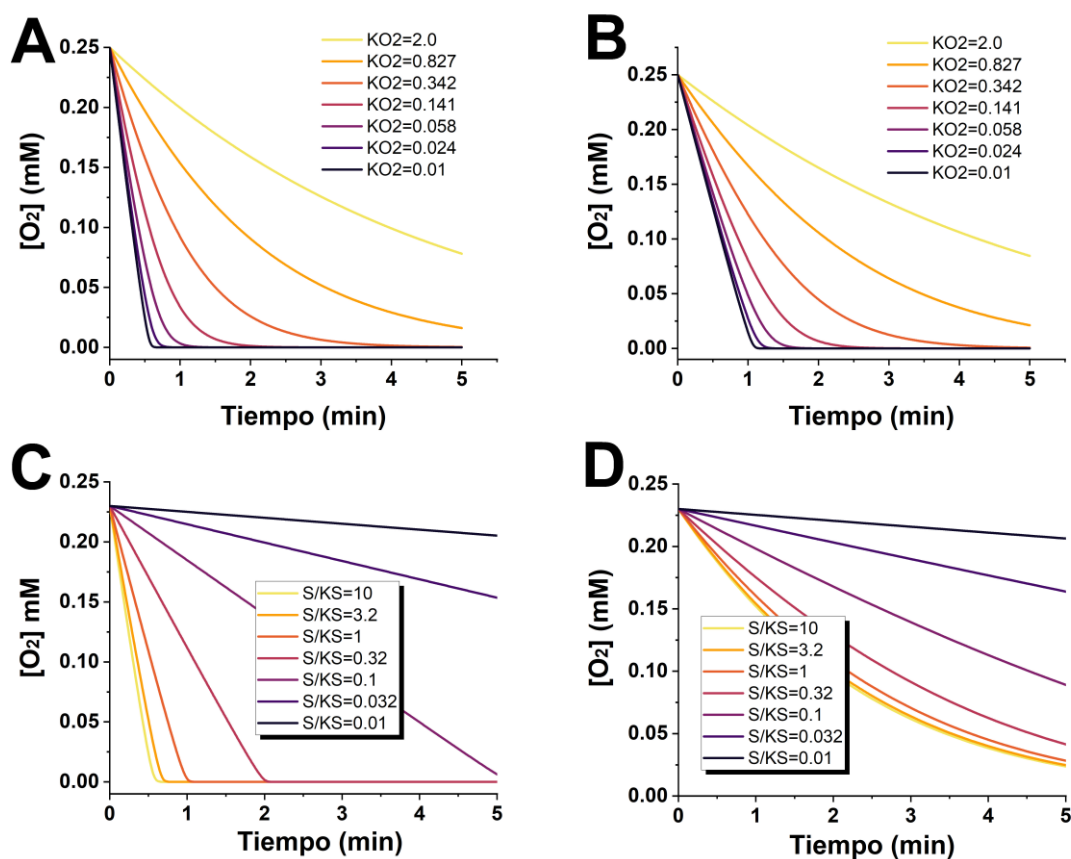 A
KO2=2.0
KO2=0.827
KO2=0.342
KO2=0.141
KO2=0.058
KO2=0.024
KO2=0.01
0.25
0.20
0.15
0.10
0.05
0.00
[O₂] (mM)
0 1 2 3 4 5
Tiempo (min)
B
KO2=2.0
KO2=0.827
KO2=0.342
KO2=0.141
KO2=0.058
KO2=0.024
KO2=0.01
0.25
0.20
0.15
0.10
0.05
0.00
[O₂] (mM)
0 1 2 3 4 5
Tiempo (min)
C
0.25
0.20
0.15
0.10
0.05
0.00
[O₂] mM
S/KS=10
S/KS=3.2
S/KS=1
S/KS=0.32
S/KS=0.1
S/KS=0.032
S/KS=0.01
0 1 2 3 4 5
Tiempo (min)
D
0.25
0.20
0.15
0.10
0.05
0.00
[O₂] (mM)
S/KS=10
S/KS=3.2
S/KS=1
S/KS=0.32
S/KS=0.1
S/KS=0.032
S/KS=0.01
0 1 2 3 4 5
Tiempo (min)